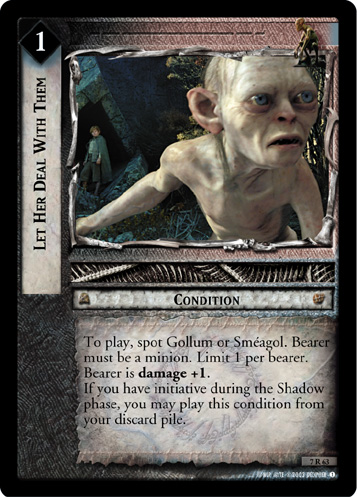 1
LET HER DEAL WITH THEM
CONDITION
To play, spot Gollum or Sméagol. Bearer
must be a minion. Limit 1 per bearer.
Bearer is damage +1.
If you have initiative during the Shadow
phase, you may play this condition from
your discard pile.
7 R 63